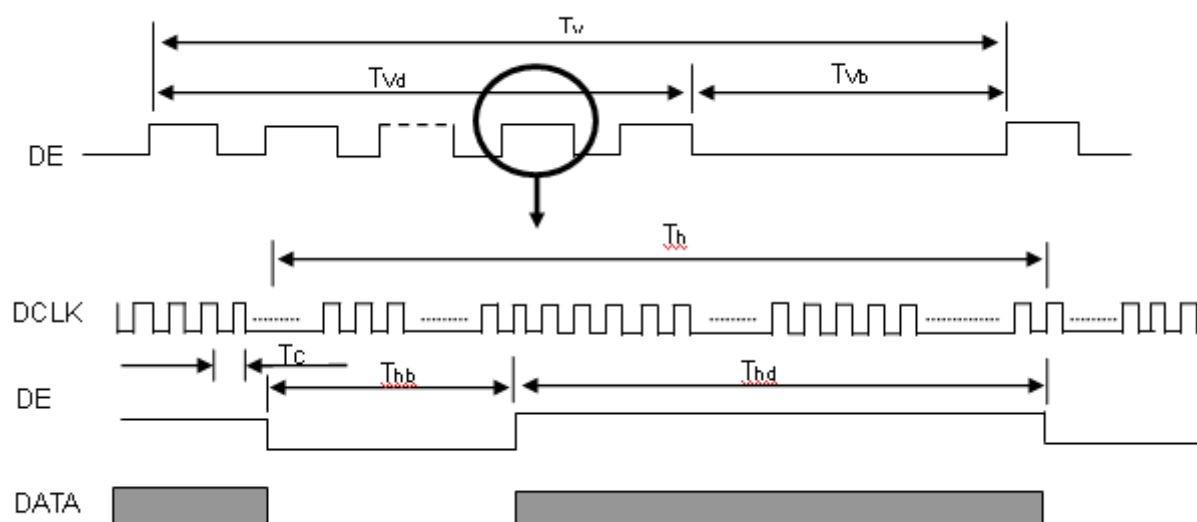 Tv
TVd TVb
DE
Th
DCLK
Tc
Thb Thd
DE
DATA